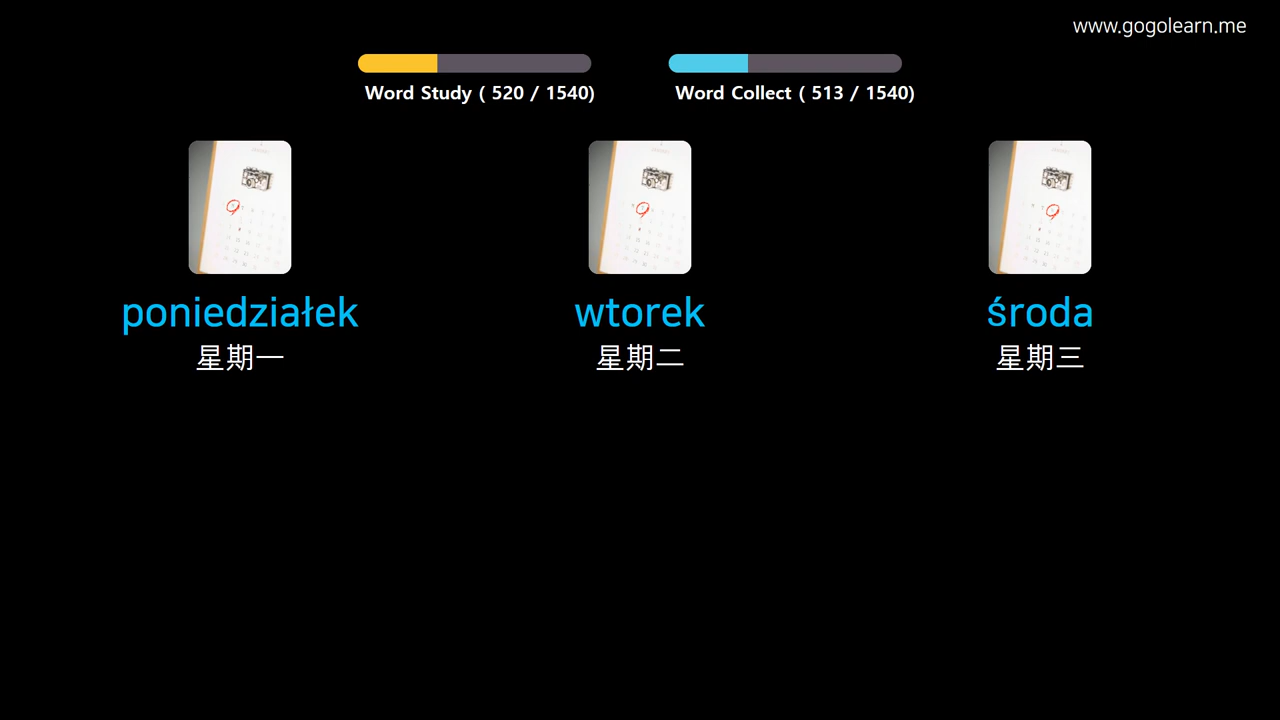 www.gogolearn.me
Word Study ( 520 / 1540)
Word Collect ( 513 / 1540)
poniedziałek
星期一
wtorek
星期二
środa
星期三